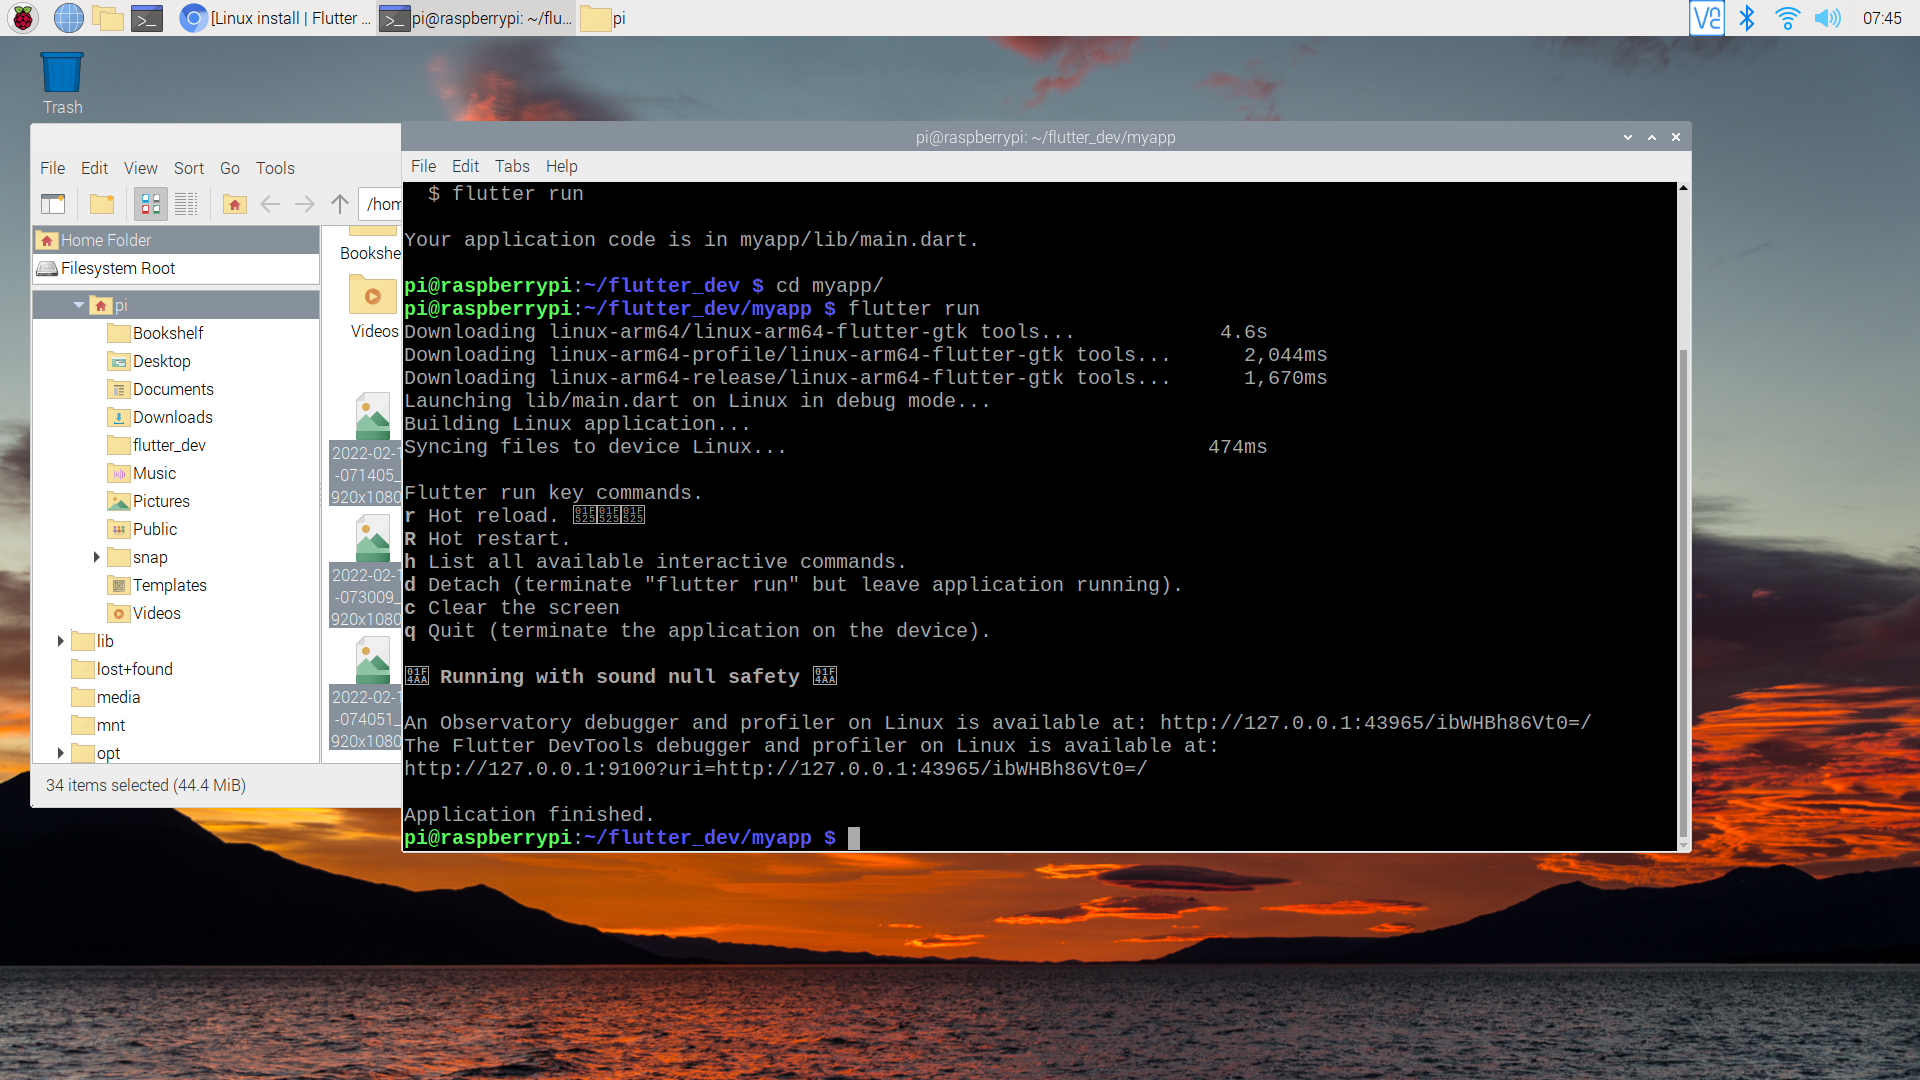 [Linux install | Flutter ...
pi@raspberrypi: ~/flu...
pi
07:45
Trash
File Edit View Sort Go Tools
/hom
Home Folder
Filesystem Root
pi
Bookshelf
Desktop
Documents
Downloads
flutter_dev
Music
Pictures
Public
snap
Templates
Videos
lib
lost+found
media
mnt
opt
Bookshe
Videos
2022-02-1
-071405_
920x1080
2022-02-1
-073009_
920x1080
2022-02-1
-074051_
920x1080
34 items selected (44.4 MiB)
pi@raspberrypi: ~/flutter_dev/myapp
File Edit Tabs Help
$ flutter run
Your application code is in myapp/lib/main.dart.
pi@raspberrypi:~/flutter_dev $ cd myapp/
pi@raspberrypi:~/flutter_dev/myapp $ flutter run
Downloading linux-arm64/linux-arm64-flutter-gtk tools... 4.6s
Downloading linux-arm64-profile/linux-arm64-flutter-gtk tools... 2,044ms
Downloading linux-arm64-release/linux-arm64-flutter-gtk tools... 1,670ms
Launching lib/main.dart on Linux in debug mode...
Building Linux application...
Syncing files to device Linux... 474ms
Flutter run key commands.
r Hot reload. 01F525 01F525 01F525
R Hot restart.
h List all available interactive commands.
d Detach (terminate "flutter run" but leave application running).
c Clear the screen
q Quit (terminate the application on the device).
01F4AA Running with sound null safety 01F4AA
An Observatory debugger and profiler on Linux is available at: http://127.0.0.1:43965/ibWHBh86Vt0=/
The Flutter DevTools debugger and profiler on Linux is available at:
http://127.0.0.1:9100?uri=http://127.0.0.1:43965/ibWHBh86Vt0=/
Application finished.
pi@raspberrypi:~/flutter_dev/myapp $